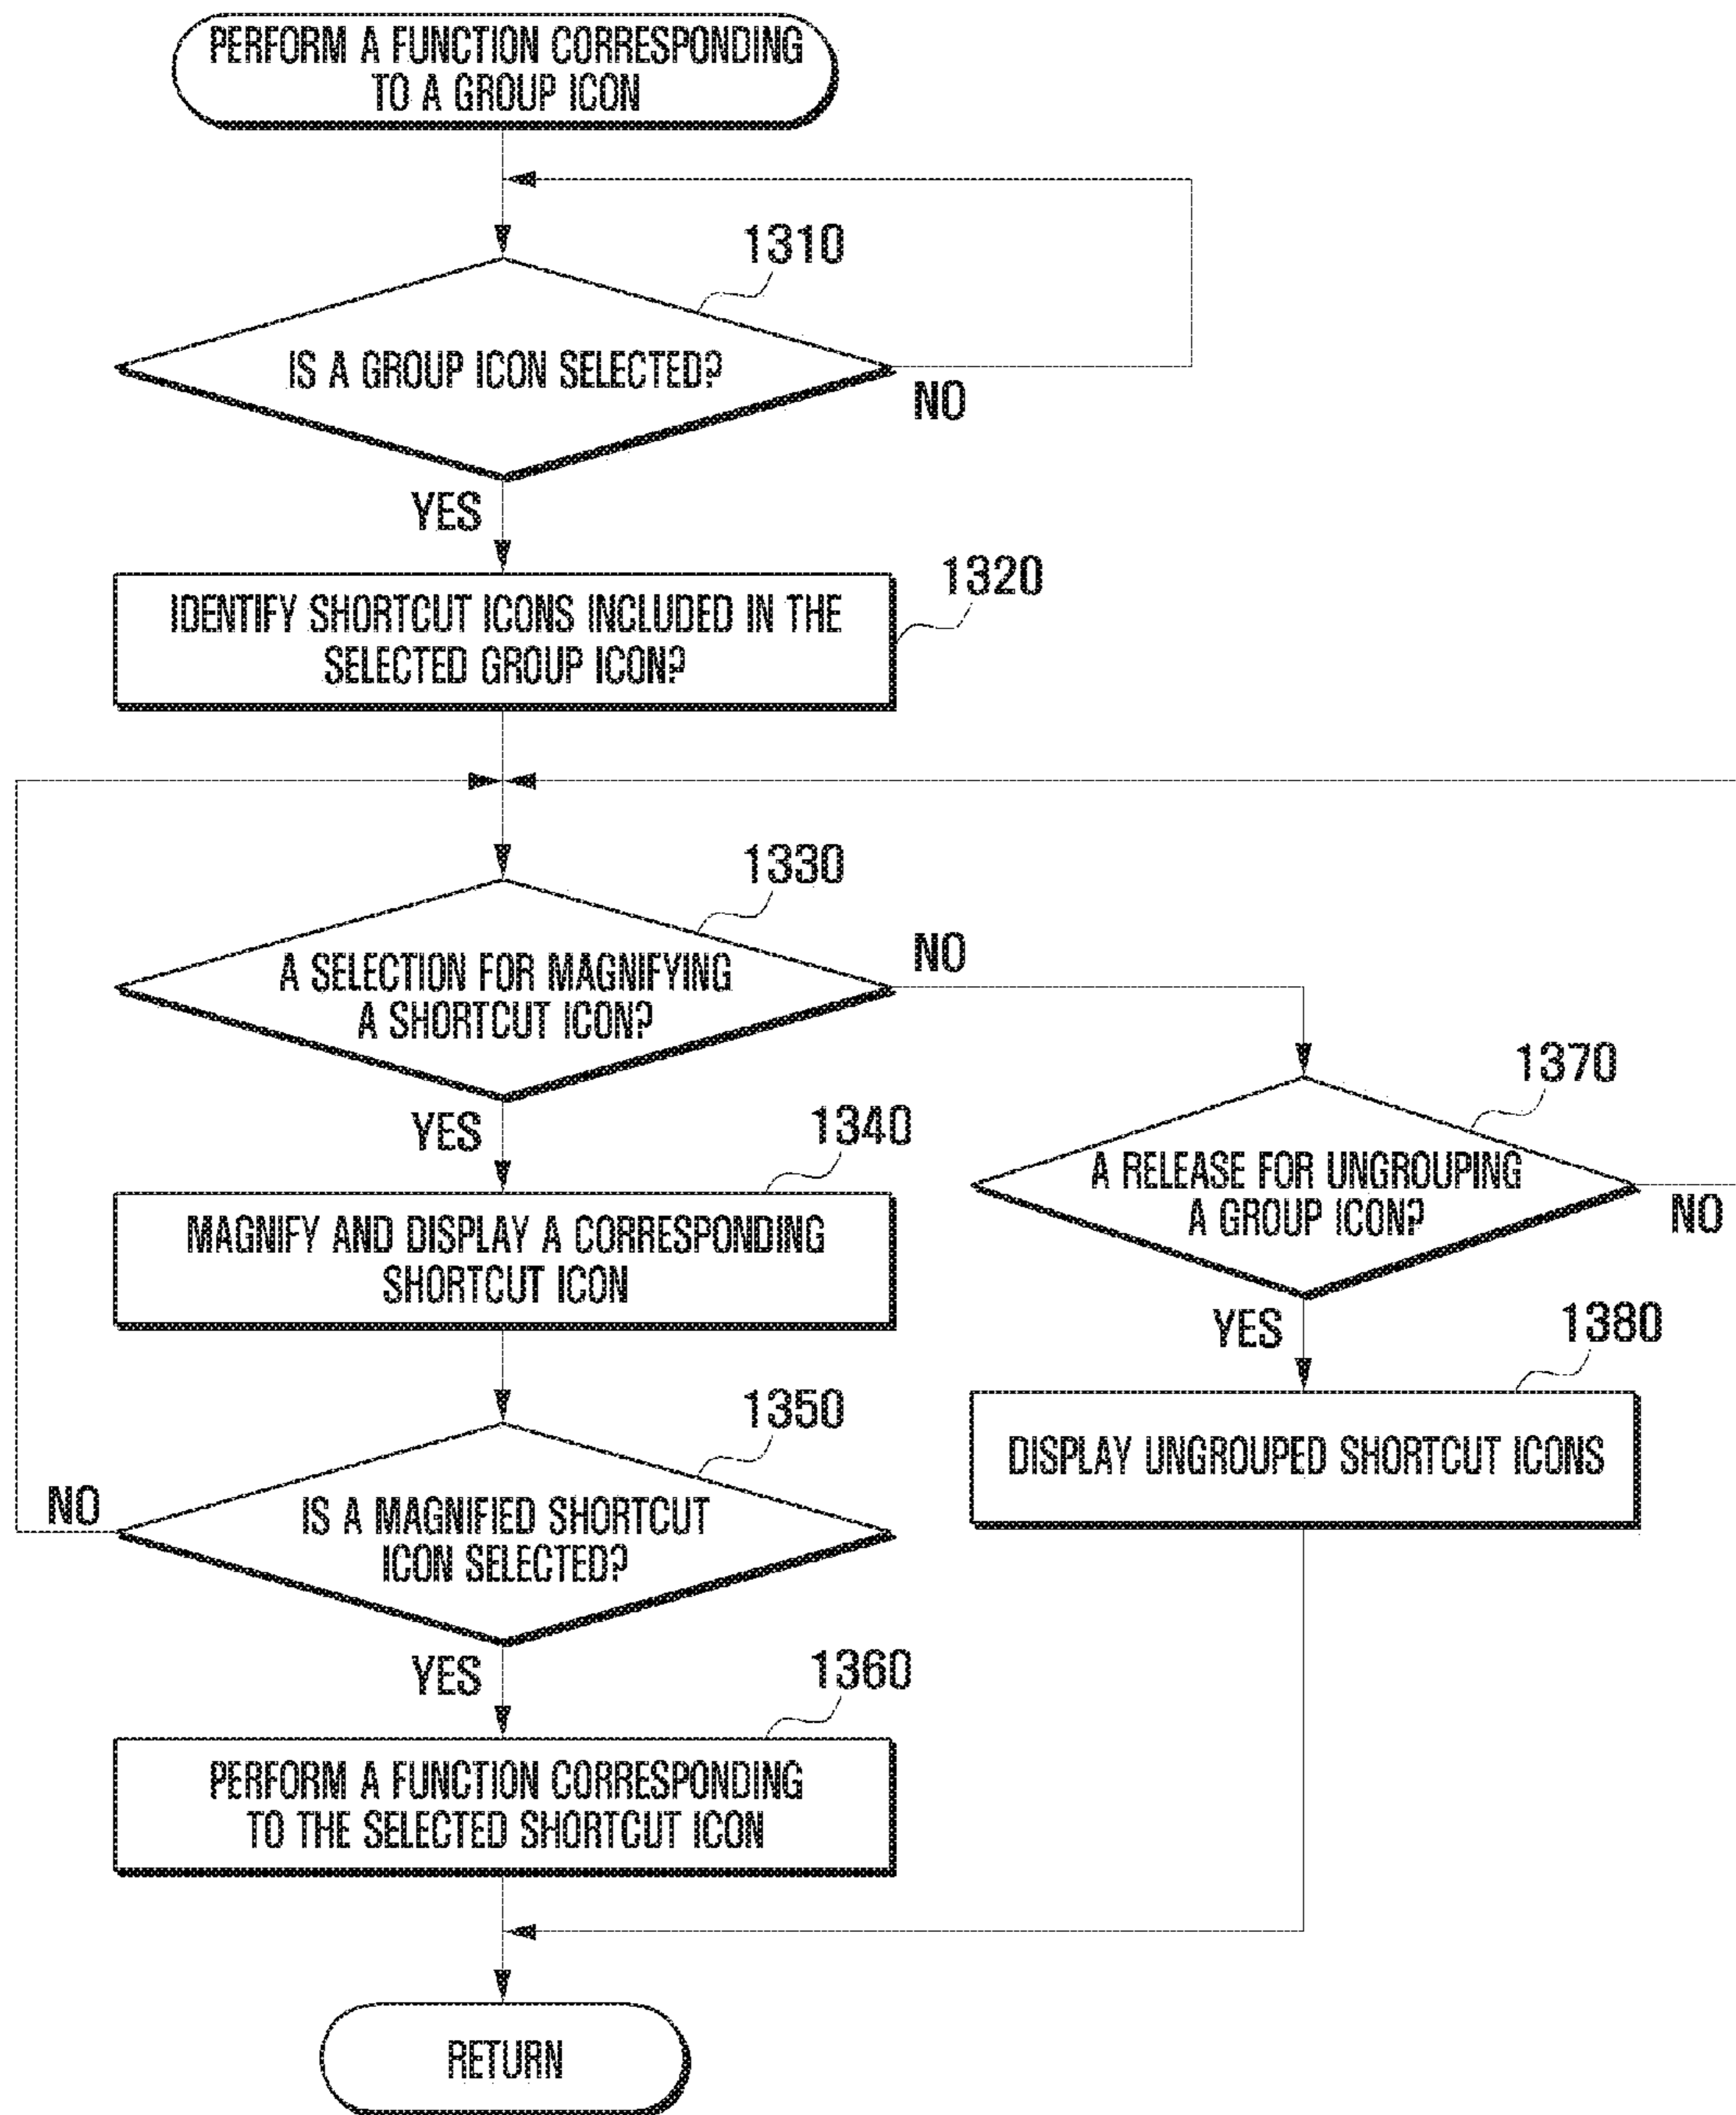 PERFORM A FUNCTION CORRESPONDING
TO A GROUP ICON
1310
IS A GROUP ICON SELECTED?
NO
YES
1320
IDENTIFY SHORTCUT ICONS INCLUDED IN THE
SELECTED GROUP ICON?
1330
A SELECTION FOR MAGNIFYING
A SHORTCUT ICON?
NO
YES
1340
MAGNIFY AND DISPLAY A CORRESPONDING
SHORTCUT ICON
1370
A RELEASE FOR UNGROUPING
A GROUP ICON?
NO
YES
1380
DISPLAY UNGROUPED SHORTCUT ICONS
1350
IS A MAGNIFIED SHORTCUT
ICON SELECTED?
NO
YES
1360
PERFORM A FUNCTION CORRESPONDING
TO THE SELECTED SHORTCUT ICON
RETURN